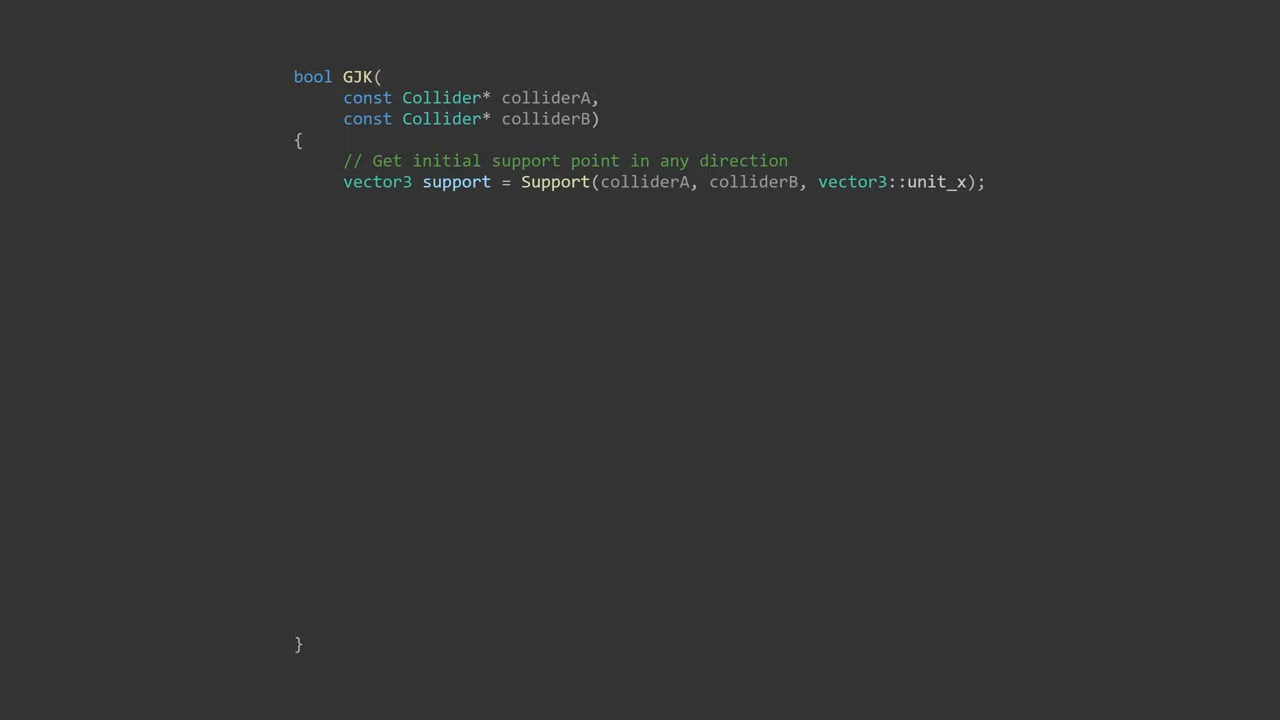 bool GJK(
const Collider* colliderA,
const Collider* colliderB)
{
// Get initial support point in any direction
vector3 support = Support(colliderA, colliderB, vector3::unit_x);
}